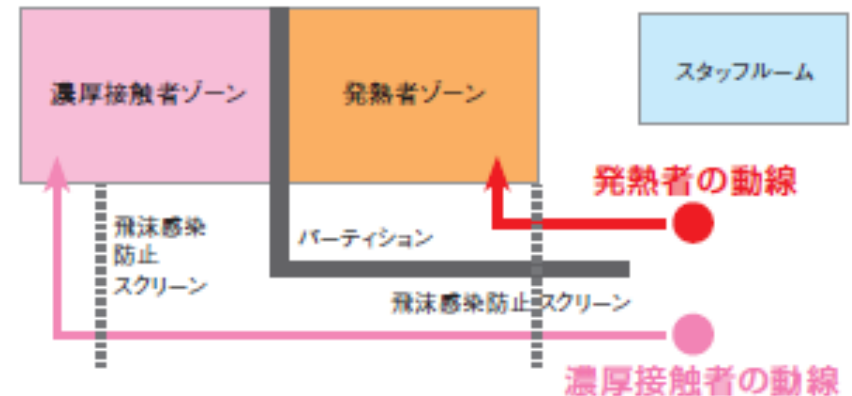 濃厚接触者ゾーン
発熱者ゾーン
スタッフルーム
発熱者の動線
飛沫感染
防止
スクリーン
パーティション
飛沫感染防止スクリーン
濃厚接触者の動線